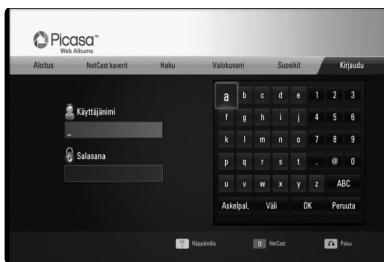 Picasa™
Web Albums
Aloitus NetCast kaverit Haku Valokuvani Suosikit Kirjaudu
Käyttäjänimi
_
Salasana
a b c d e 1 2 3
f g h i j 4 5 6
k l m n o 7 8 9
p q r s t . @ 0
u v w x y z ABC
Askelpal. Väli OK Peruuta
Näppäimistö NetCast Paluu